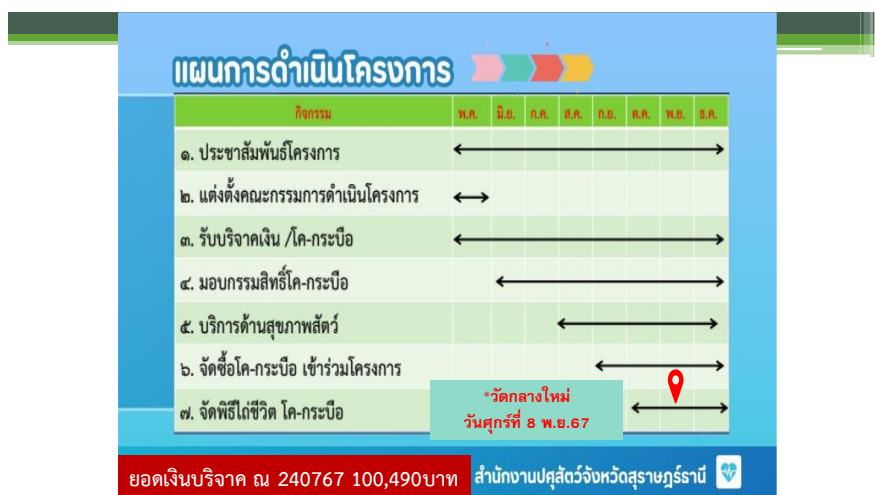 แผนการดำเนินโครงการ
กิจกรรม พ.ค. มิ.ย. ก.ค. ส.ค. ก.ย. ต.ค. พ.ย. ธ.ค.
๑. ประชาสัมพันธ์โครงการ
๒. แต่งตั้งคณะกรรมการดำเนินโครงการ
๓. รับบริจาคเงิน /โค-กระบือ
๔. มอบกรรมสิทธิ์โค-กระบือ
๕. บริการด้านสุขภาพสัตว์
๖. จัดซื้อโค-กระบือ เข้าร่วมโครงการ
๗. จัดพิธีไถ่ชีวิต โค-กระบือ
*วัดกลางใหม่
วันศุกร์ที่ 8 พ.ย.67
ยอดเงินบริจาค ณ 240767 100,490บาท
สำนักงานปศุสัตว์จังหวัดสุราษฎร์ธานี